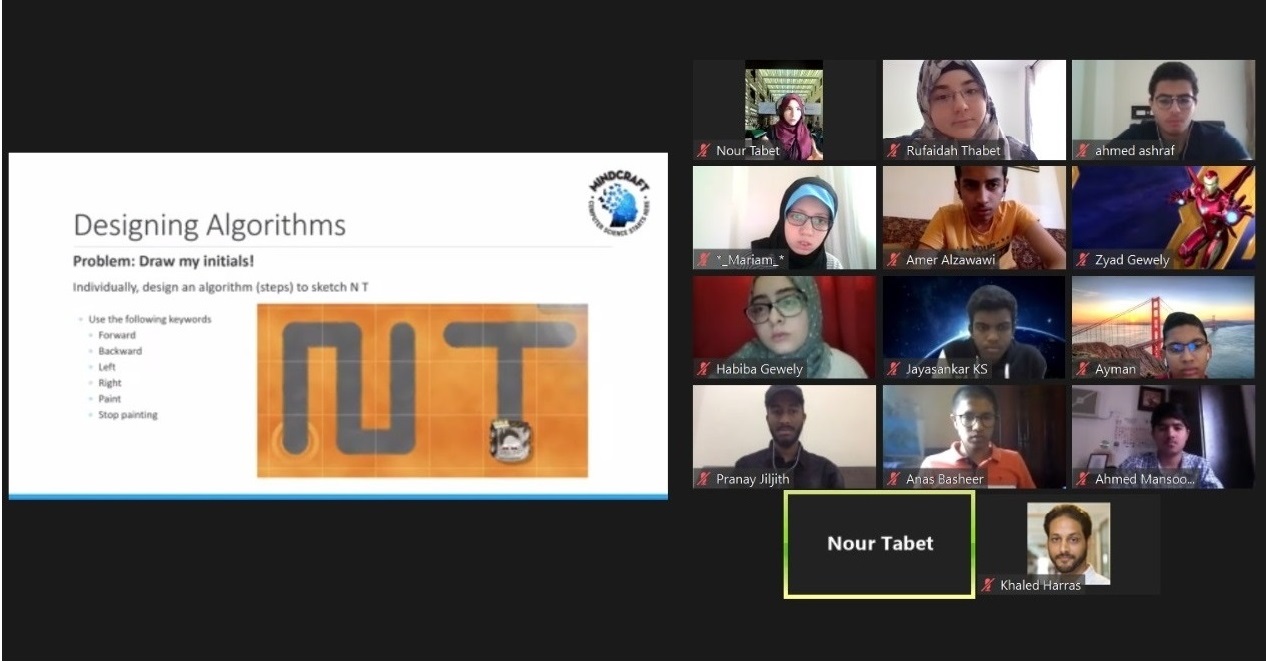 MINDCRAFT
COMPUTER SCIENCE STARTS HERE
Designing Algorithms
Problem: Draw my initials!
Individually, design an algorithm (steps) to sketch N T
Use the following keywords
Forward
Backward
Left
Right
Paint
Stop painting
NT
Nour Tabet
Rufaidah Thabet
ahmed ashraf
*_Mariam_*
Amer Alzawawi
Zyad Gewely
Habiba Gewely
Jayasankar KS
Ayman
Pranay Jiljith
Anas Basheer
Ahmed Mansoo...
Nour Tabet
Khaled Harras